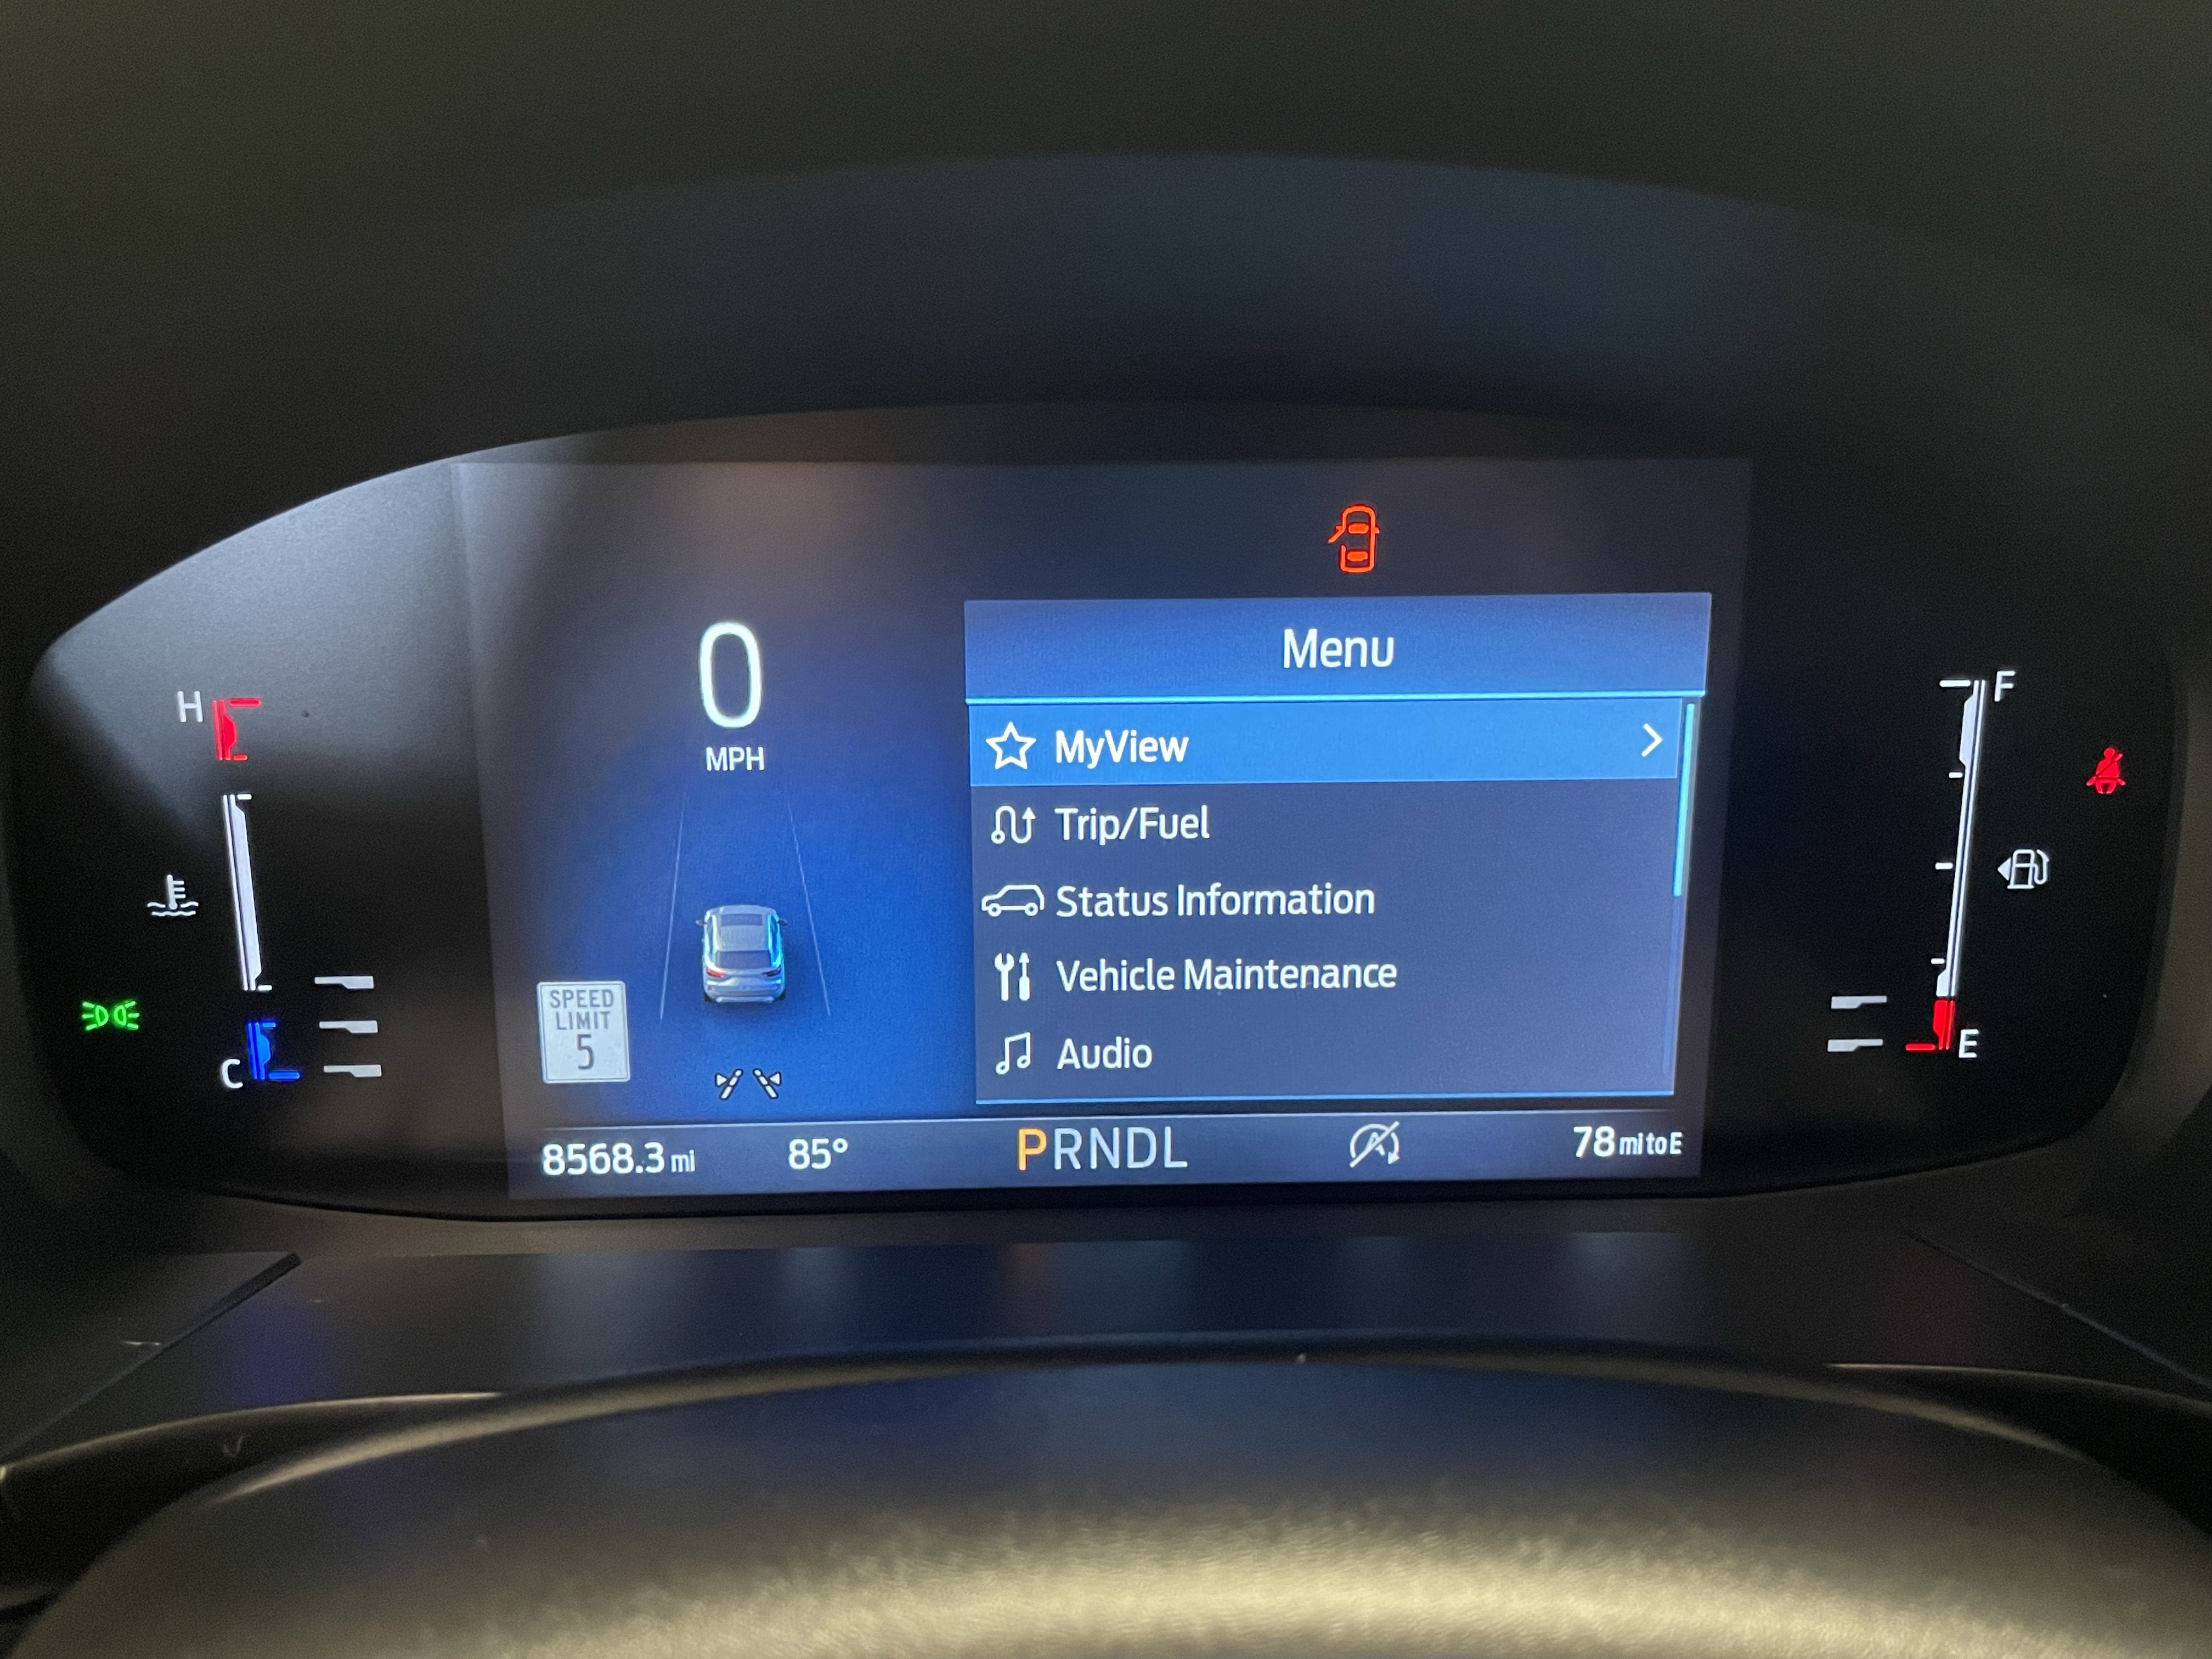 0
MPH
Menu
MyView
Trip/Fuel
Status Information
Vehicle Maintenance
Audio
H
C
F
E
SPEED
LIMIT
5
8568.3 mi
85°
PRNDL
A
78 mi to E